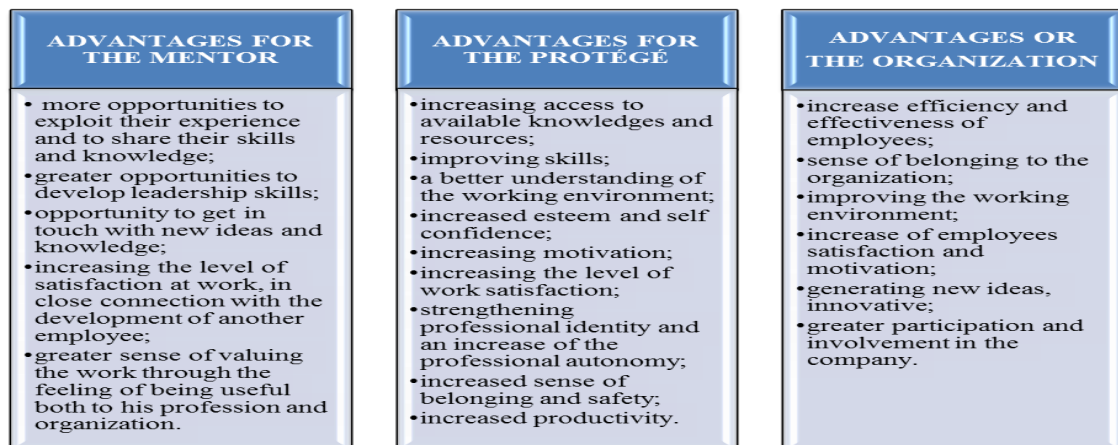 ADVANTAGES FOR
THE MENTOR
• more opportunities to
exploit their experience
and to share their skills
and knowledge;
•greater opportunities to
develop leadership skills;
•opportunity to get in
touch with new ideas and
knowledge;
•increasing the level of
satisfaction at work, in
close connection with the
development of another
employee;
•greater sense of valuing
the work through the
feeling of being useful
both to his profession and
organization.
ADVANTAGES FOR
THE PROTÉGÉ
•increasing access to
available knowledges and
resources;
•improving skills;
•a better understanding of
the working environment;
•increased esteem and self
confidence;
•increasing motivation;
•increasing the level of
work satisfaction;
•strengthening
professional identity and
an increase of the
professional autonomy;
•increased sense of
belonging and safety;
•increased productivity.
ADVANTAGES OR
THE ORGANIZATION
•increase efficiency and
effectiveness of
employees;
•sense of belonging to the
organization;
•improving the working
environment;
•increase of employees
satisfaction and
motivation;
•generating new ideas,
innovative;
•greater participation and
involvement in the
company.